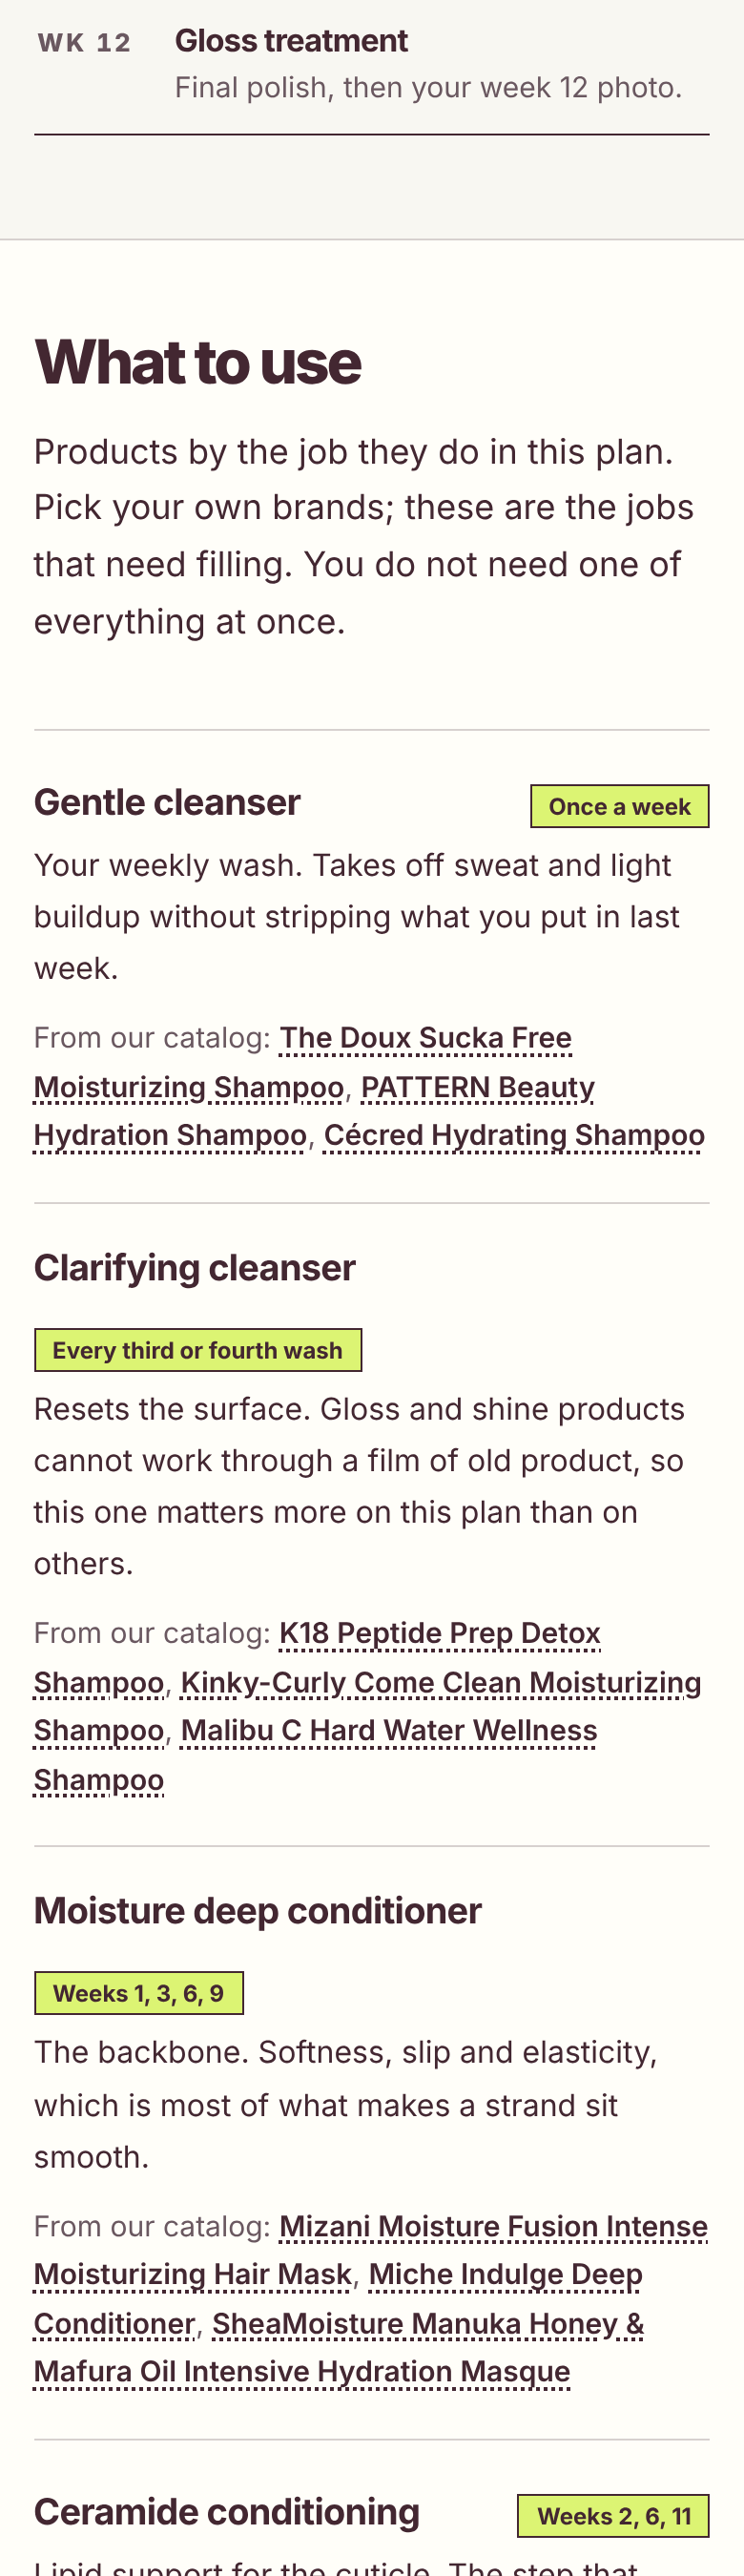 WK 12 Gloss treatment
Final polish, then your week 12 photo.
What to use
Products by the job they do in this plan.
Pick your own brands; these are the jobs
that need filling. You do not need one of
everything at once.
Gentle cleanser Once a week
Your weekly wash. Takes off sweat and light
buildup without stripping what you put in last
week.
From our catalog: The Doux Sucka Free
Moisturizing Shampoo, PATTERN Beauty
Hydration Shampoo, Cécred Hydrating Shampoo
Clarifying cleanser
Every third or fourth wash
Resets the surface. Gloss and shine products
cannot work through a film of old product, so
this one matters more on this plan than on
others.
From our catalog: K18 Peptide Prep Detox
Shampoo, Kinky-Curly Come Clean Moisturizing
Shampoo, Malibu C Hard Water Wellness
Shampoo
Moisture deep conditioner
Weeks 1, 3, 6, 9
The backbone. Softness, slip and elasticity,
which is most of what makes a strand sit
smooth.
From our catalog: Mizani Moisture Fusion Intense
Moisturizing Hair Mask, Miche Indulge Deep
Conditioner, SheaMoisture Manuka Honey &
Mafura Oil Intensive Hydration Masque
Ceramide conditioning Weeks 2, 6, 11
Lipid support for the cuticle. The step that